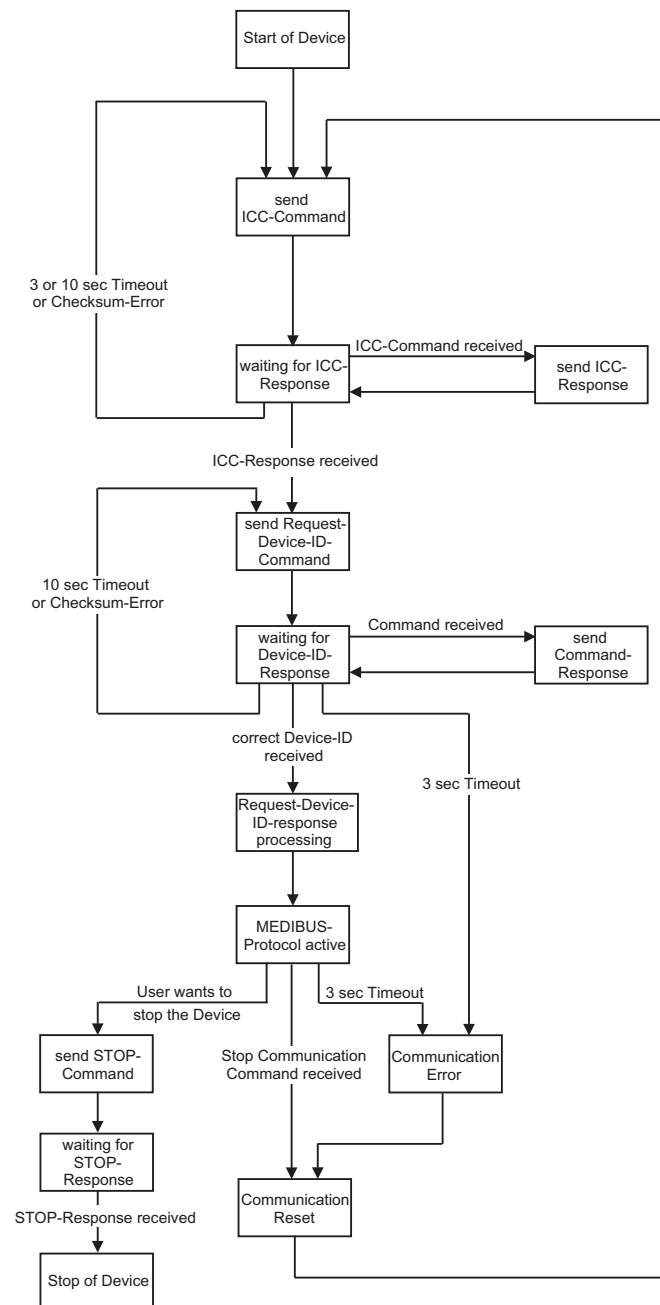 Start of Device
send
ICC-Command
3 or 10 sec Timeout
or Checksum-Error
ICC-Command received
waiting for ICC-
Response
send ICC-
Response
ICC-Response received
send Request-
Device-ID-
Command
10 sec Timeout
or Checksum-Error
Command received
waiting for
Device-ID-
Response
send
Command-
Response
correct Device-ID
received
3 sec Timeout
Request-Device-
ID-response
processing
MEDIBUS-
Protocol active
User wants to
stop the Device
3 sec Timeout
send STOP-
Command
Stop Communication
Command received
Communication
Error
waiting for
STOP-
Response
STOP-Response received
Communication
Reset
Stop of Device